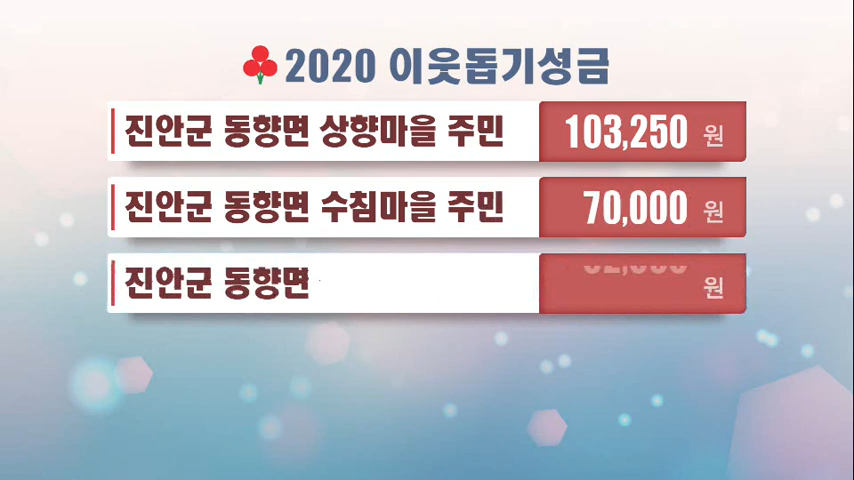 2020 이웃돕기성금
진안군 동향면 상향마을 주민 103,250 원
진안군 동향면 수침마을 주민 70,000 원
진안군 동향면 원